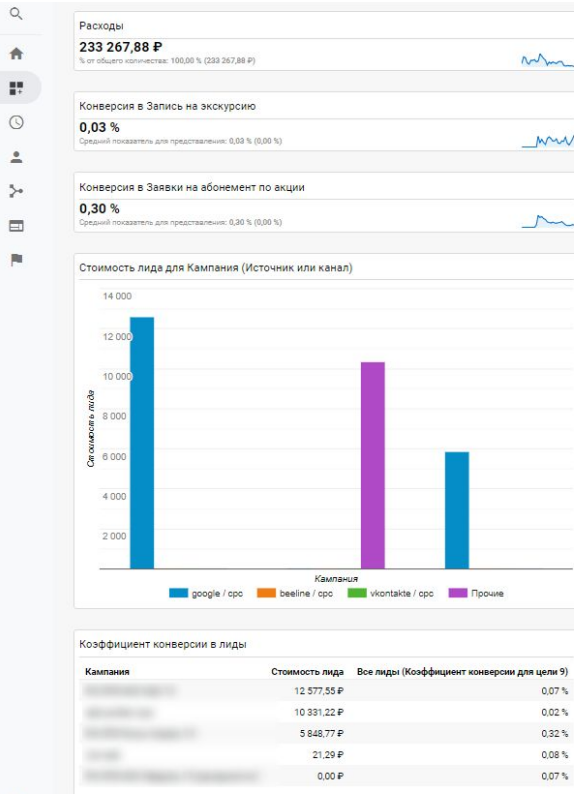 Расходы
233 267,88 ₽
% от общего количества: 100,00 % (233 267,88 ₽)
Конверсия в Запись на экскурсию
0,03 %
Средний показатель для представления: 0,03 % (0,00 %)
Конверсия в Заявки на абонемент по акции
0,30 %
Средний показатель для представления: 0,30 % (0,00 %)
Стоимость лида для Кампания (Источник или канал)
14 000
12 000
10 000
8 000
6 000
4 000
2 000
Стоимость лида
Кампания
google / cpc beeline / cpc vkontakte / cpc Прочие
Коэффициент конверсии в лиды
Кампания Стоимость лида Все лиды (Коэффициент конверсии для цели 9)
12 577,55 ₽ 0,07 %
10 331,22 ₽ 0,02 %
5 848,77 ₽ 0,32 %
21,29 ₽ 0,08 %
0,00 ₽ 0,07 %